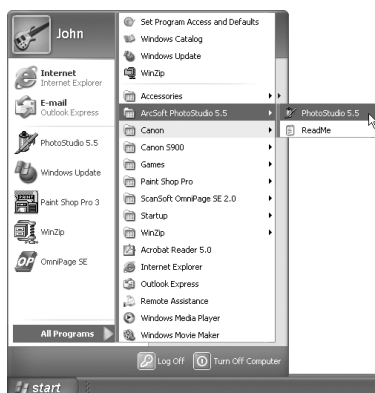 John
Internet
Internet Explorer
E-mail
Outlook Express
PhotoStudio 5.5
Windows Update
Paint Shop Pro 3
WinZip
OmniPage SE
All Programs
Set Program Access and Defaults
Windows Catalog
Windows Update
WinZip
Accessories
ArcSoft PhotoStudio 5.5
Canon
Canon S900
Games
Paint Shop Pro
ScanSoft OmniPage SE 2.0
Startup
WinZip
Acrobat Reader 5.0
Internet Explorer
Outlook Express
Remote Assistance
Windows Media Player
Windows Movie Maker
PhotoStudio 5.5
ReadMe
Log Off
Turn Off Computer
start